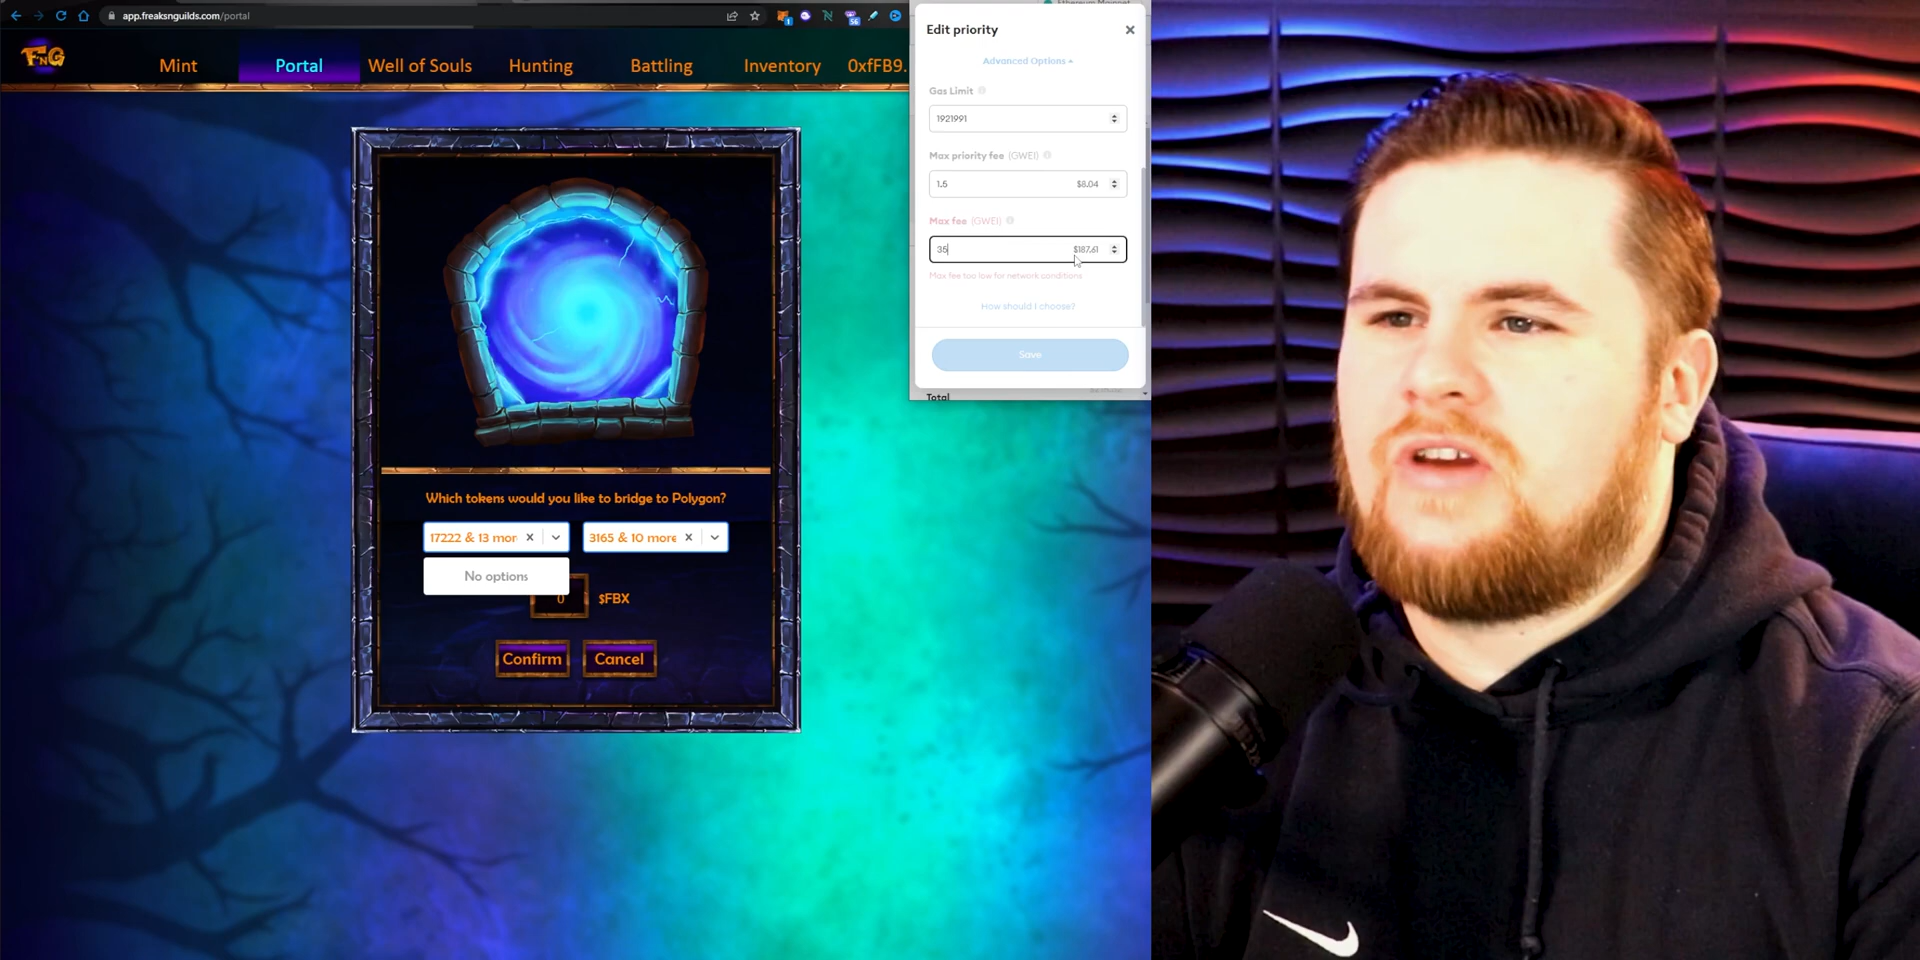 app.freaksnguilds.com/portal
FnG
Mint
Portal
Well of Souls
Hunting
Battling
Inventory
0xfFB9.
Edit priority
Advanced Options
Gas Limit
1921991
Max priority fee (GWEI)
1.5
$8.04
Max fee (GWEI)
35
$187.61
Max fee too low for network conditions
How should I choose?
Save
Total
Which tokens would you like to bridge to Polygon?
17222 & 13 mor
3165 & 10 more
No options
0
$FBX
Confirm
Cancel